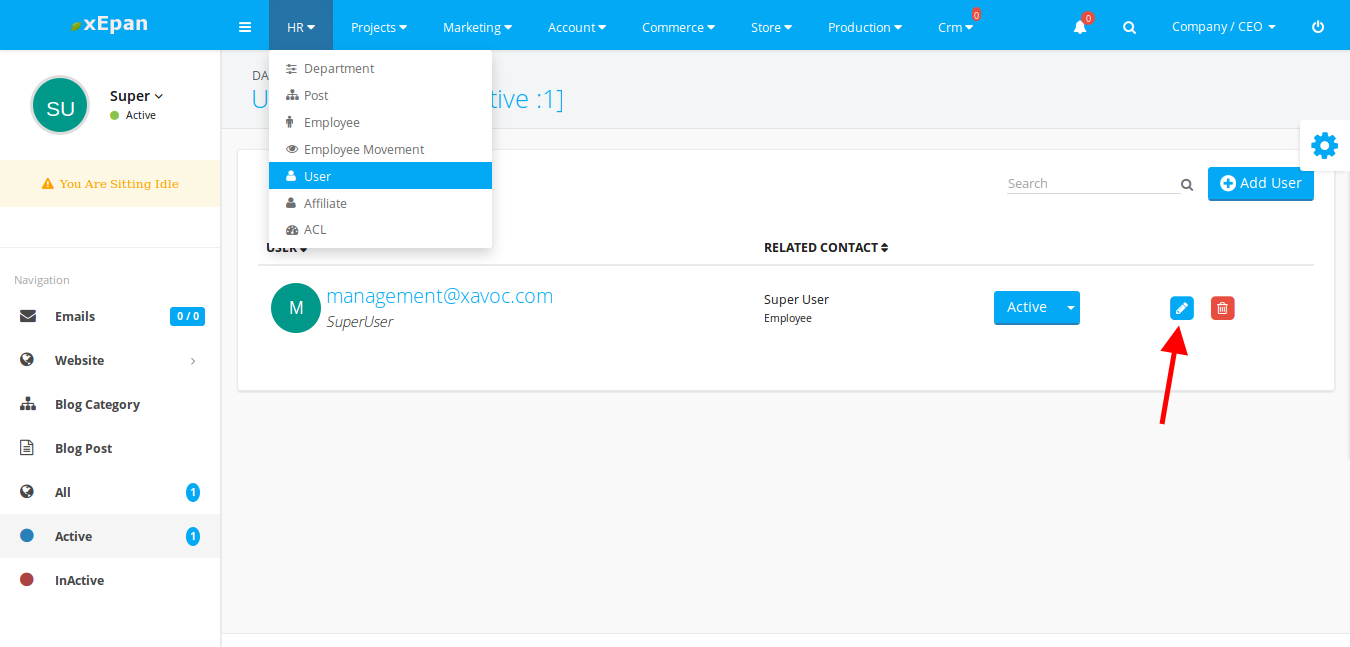 xEpan
HR
Projects
Marketing
Account
Commerce
Store
Production
Crm
0
0
Company / CEO
SU
Super
Active
You Are Sitting Idle
Navigation
Emails
0 / 0
Website
Blog Category
Blog Post
All
1
Active
1
InActive
Department
Post
Employee
Employee Movement
User
Affiliate
ACL
DA
U
tive :1]
Search
Add User
USER
RELATED CONTACT
M
management@xavoc.com
SuperUser
Super User
Employee
Active